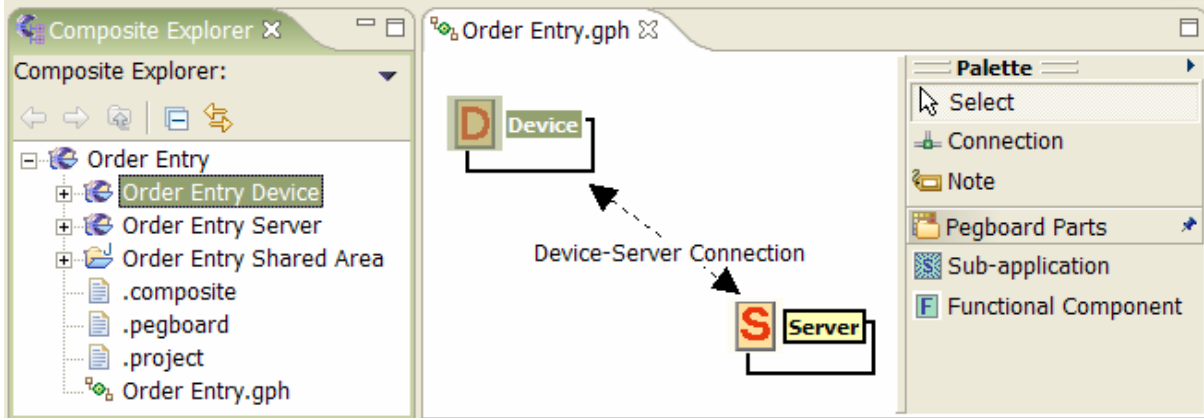 Composite Explorer
Composite Explorer:
Order Entry
Order Entry Device
Order Entry Server
Order Entry Shared Area
.composite
.pegboard
.project
Order Entry.gph
Order Entry.gph
D Device
Device-Server Connection
S Server
Palette
Select
Connection
Note
Pegboard Parts
S Sub-application
F Functional Component